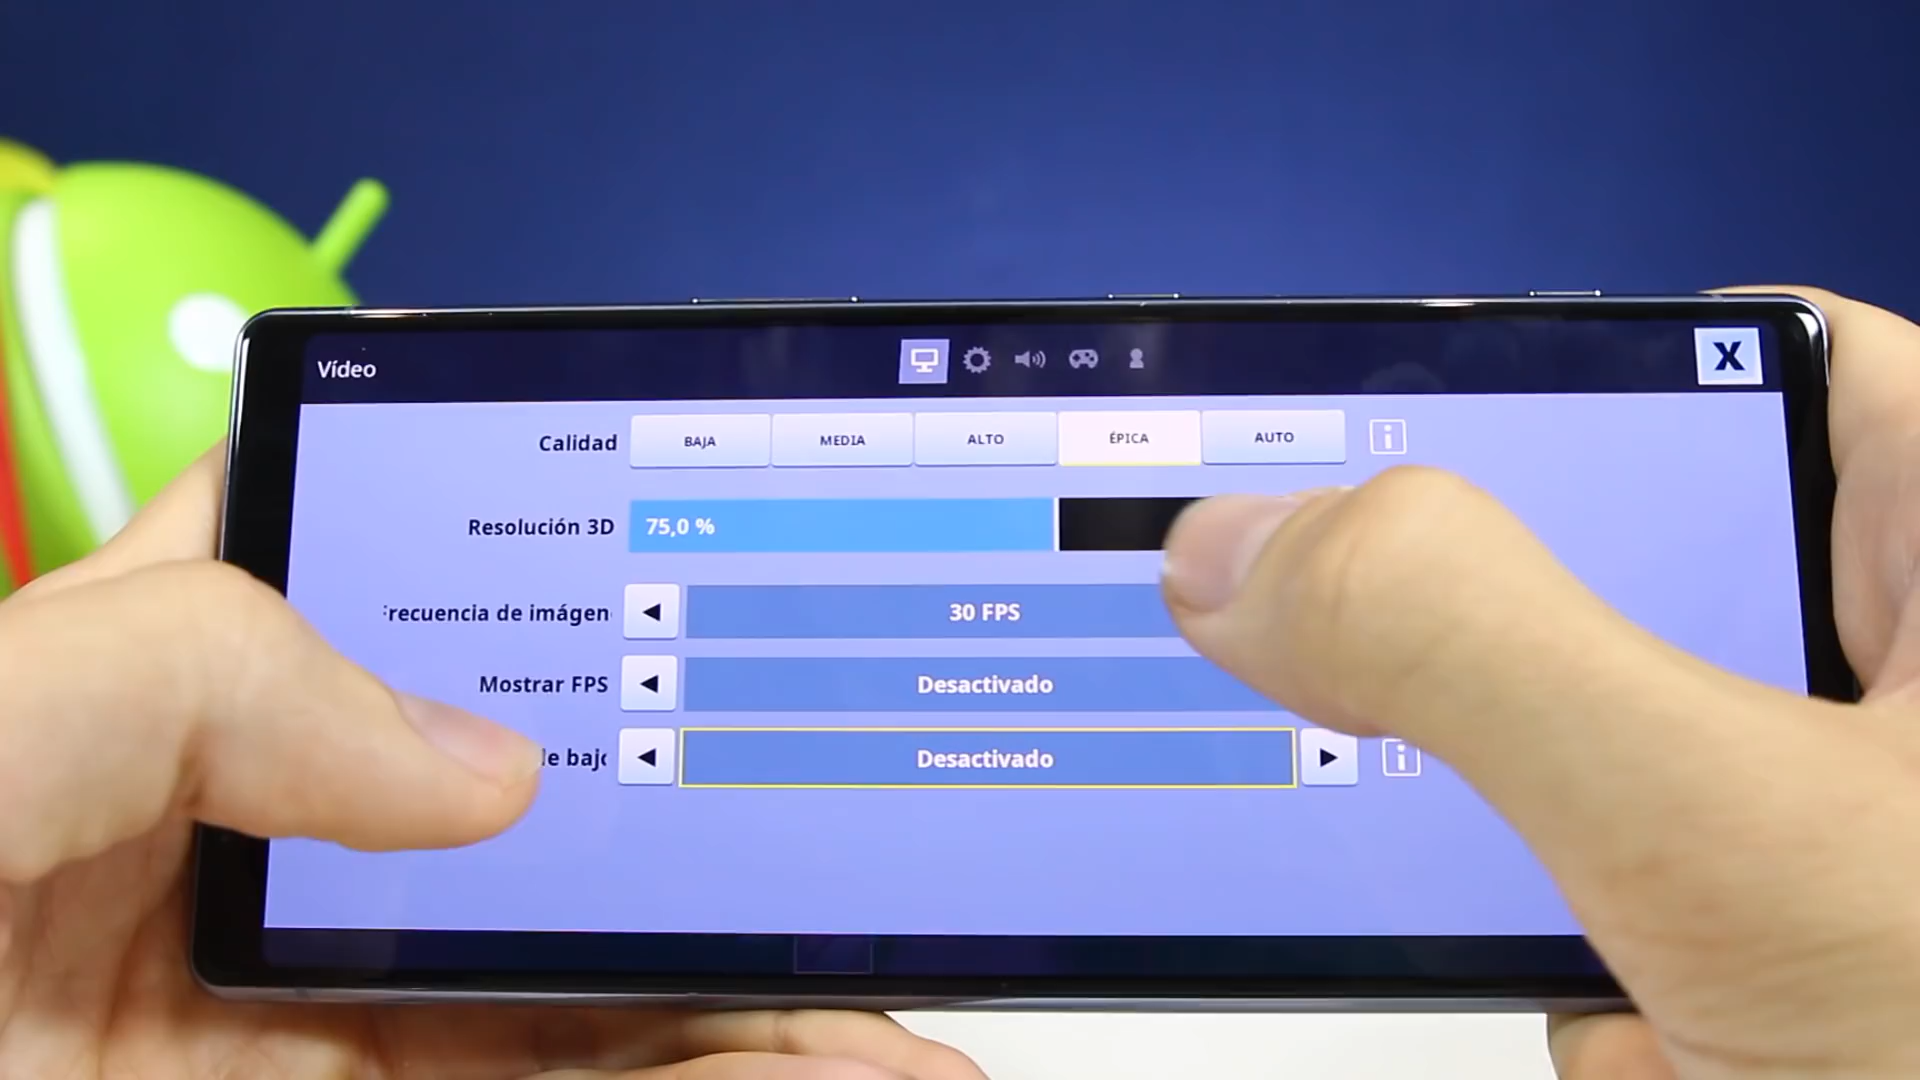 Vídeo
X
Calidad BAJA MEDIA ALTO ÉPICA AUTO i
Resolución 3D 75,0 %
recuencia de imágen 30 FPS
Mostrar FPS Desactivado
le bajo Desactivado i